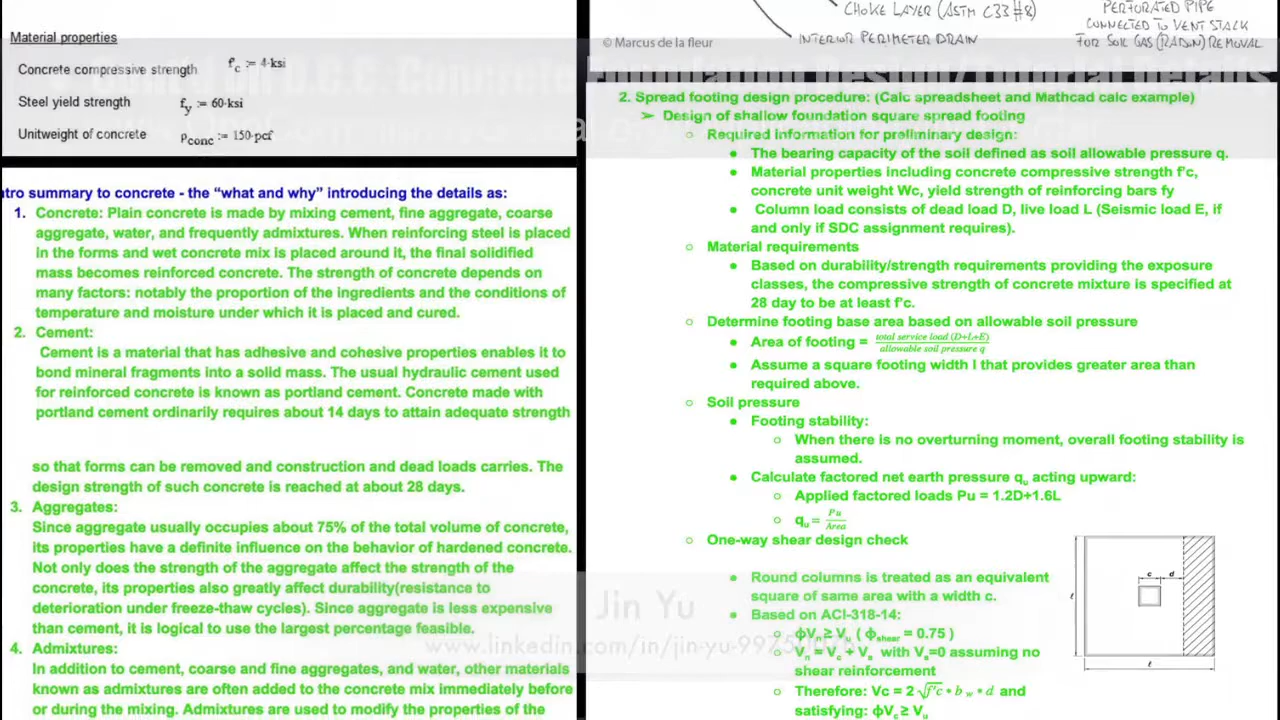 Material properties
Concrete compressive strength f'c := 4·ksi
Steel yield strength fy := 60·ksi
Unitweight of concrete ρconc := 150·pcf
ntro summary to concrete - the “what and why” introducing the details as:
1. Concrete: Plain concrete is made by mixing cement, fine aggregate, coarse
aggregate, water, and frequently admixtures. When reinforcing steel is placed
in the forms and wet concrete mix is placed around it, the final solidified
mass becomes reinforced concrete. The strength of concrete depends on
many factors: notably the proportion of the ingredients and the conditions of
temperature and moisture under which it is placed and cured.
2. Cement:
Cement is a material that has adhesive and cohesive properties enables it to
bond mineral fragments into a solid mass. The usual hydraulic cement used
for reinforced concrete is known as portland cement. Concrete made with
portland cement ordinarily requires about 14 days to attain adequate strength
so that forms can be removed and construction and dead loads carries. The
design strength of such concrete is reached at about 28 days.
3. Aggregates:
Since aggregate usually occupies about 75% of the total volume of concrete,
its properties have a definite influence on the behavior of hardened concrete.
Not only does the strength of the aggregate affect the strength of the
concrete, its properties also greatly affect durability(resistance to
deterioration under freeze-thaw cycles). Since aggregate is less expensive
than cement, it is logical to use the largest percentage feasible.
4. Admixtures:
In addition to cement, coarse and fine aggregates, and water, other materials
known as admixtures are often added to the concrete mix immediately before
or during the mixing. Admixtures are used to modify the properties of the
CHOKE LAYER (ASTM C33 #8)
INTERIOR PERIMETER DRAIN
PERFORATED PIPE
CONNECTED TO VENT STACK
FOR SOIL GAS (RADON) REMOVAL
© Marcus de la fleur
Concrete Foundation Design/Tutorial Details
2. Spread footing design procedure: (Calc spreadsheet and Mathcad calc example)
➢ Design of shallow foundation square spread footing
○ Required information for preliminary design:
● The bearing capacity of the soil defined as soil allowable pressure q.
● Material properties including concrete compressive strength f'c,
concrete unit weight Wc, yield strength of reinforcing bars fy
● Column load consists of dead load D, live load L (Seismic load E, if
and only if SDC assignment requires).
○ Material requirements
● Based on durability/strength requirements providing the exposure
classes, the compressive strength of concrete mixture is specified at
28 day to be at least f'c.
○ Determine footing base area based on allowable soil pressure
● Area of footing = total service load (D+L+E) / allowable soil pressure q
● Assume a square footing width l that provides greater area than
required above.
○ Soil pressure
● Footing stability:
○ When there is no overturning moment, overall footing stability is
assumed.
● Calculate factored net earth pressure qu acting upward:
○ Applied factored loads Pu = 1.2D+1.6L
○ qu = Pu / Area
○ One-way shear design check
● Round columns is treated as an equivalent
square of same area with a width c.
● Based on ACI-318-14:
○ ϕVn ≥ Vu ( ϕshear = 0.75 )
○ Vn = Vc + Vs with Vs=0 assuming no
shear reinforcement
○ Therefore: Vc = 2 √f'c * bw * d and
satisfying: ϕVc ≥ Vu
c d
ℓ
ℓ
Jin Yu
www.linkedin.com/in/jin-yu-